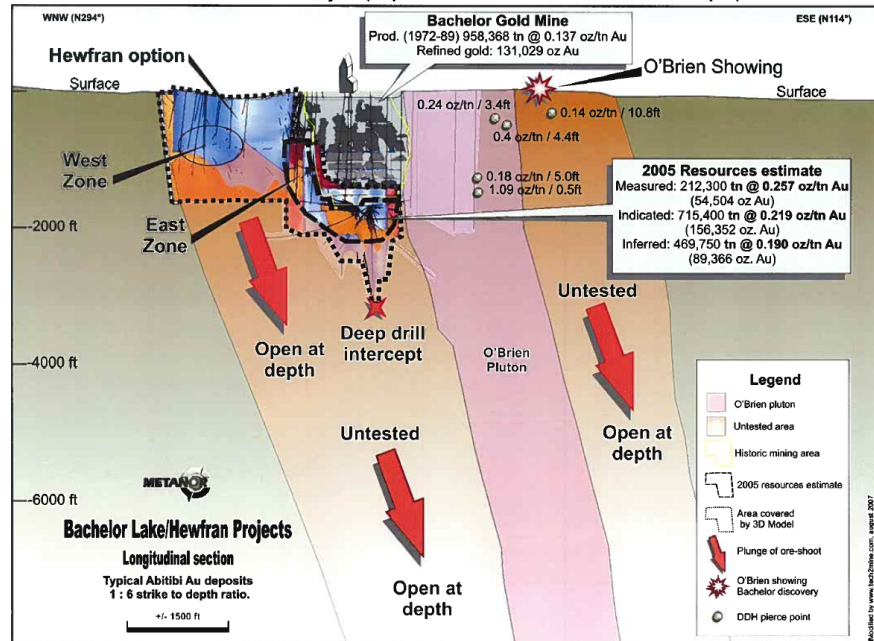 WNW (N294°)
ESE (N114°)
Bachelor Gold Mine
Prod. (1972-89) 958,368 tn @ 0.137 oz/tn Au
Refined gold: 131,029 oz Au
Hewfran option
O'Brien Showing
Surface
Surface
0.24 oz/tn / 3.4ft
0.14 oz/tn / 10.8ft
0.4 oz/tn / 4.4ft
West
Zone
0.18 oz/tn / 5.0ft
1.09 oz/tn / 0.5ft
2005 Resources estimate
Measured: 212,300 tn @ 0.257 oz/tn Au
(54,504 oz Au)
Indicated: 715,400 tn @ 0.219 oz/tn Au
(156,352 oz. Au)
Inferred: 469,750 tn @ 0.190 oz/tn Au
(89,366 oz. Au)
-2000 ft
East
Zone
Untested
Deep drill
intercept
Open at
depth
O'Brien
Pluton
-4000 ft
Open at
depth
Untested
Legend
O'Brien pluton
Untested area
Historic mining area
2005 resources estimate
Area covered
by 3D Model
Plunge of ore-shoot
O'Brien showing
Bachelor discovery
DDH pierce point
METANOR
-6000 ft
Bachelor Lake/Hewfran Projects
Longitudinal section
Typical Abitibi Au deposits
1 : 6 strike to depth ratio.
+/- 1500 ft
Open at
depth
Modified by www.tech2mine.com, august 2007